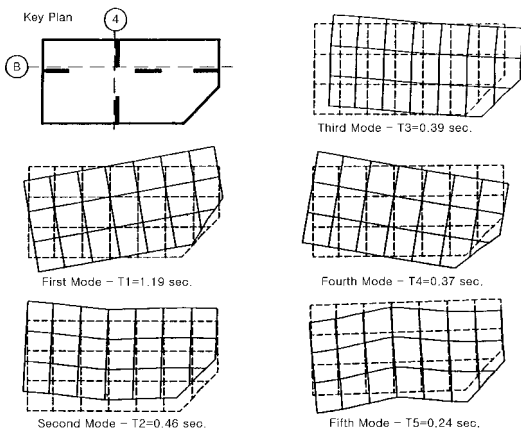 Key Plan
4
B
Third Mode – T3=0.39 sec.
First Mode – T1=1.19 sec.
Fourth Mode – T4=0.37 sec.
Second Mode – T2=0.46 sec.
Fifth Mode – T5=0.24 sec.